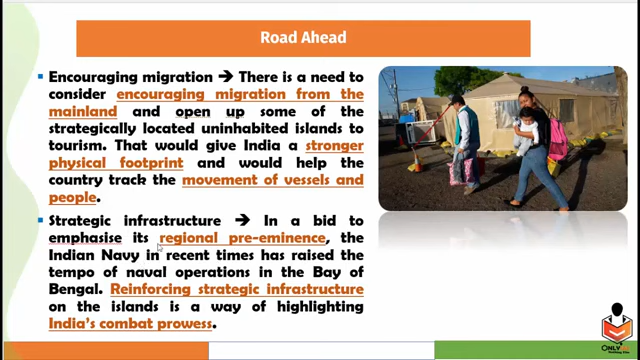 Road Ahead
▪ Encouraging migration ➔ There is a need to
consider encouraging migration from the
mainland and open up some of the
strategically located uninhabited islands to
tourism. That would give India a stronger
physical footprint and would help the
country track the movement of vessels and
people.
▪ Strategic infrastructure ➔ In a bid to
emphasise its regional pre-eminence, the
Indian Navy in recent times has raised the
tempo of naval operations in the Bay of
Bengal. Reinforcing strategic infrastructure
on the islands is a way of highlighting
India's combat prowess.
ONLY